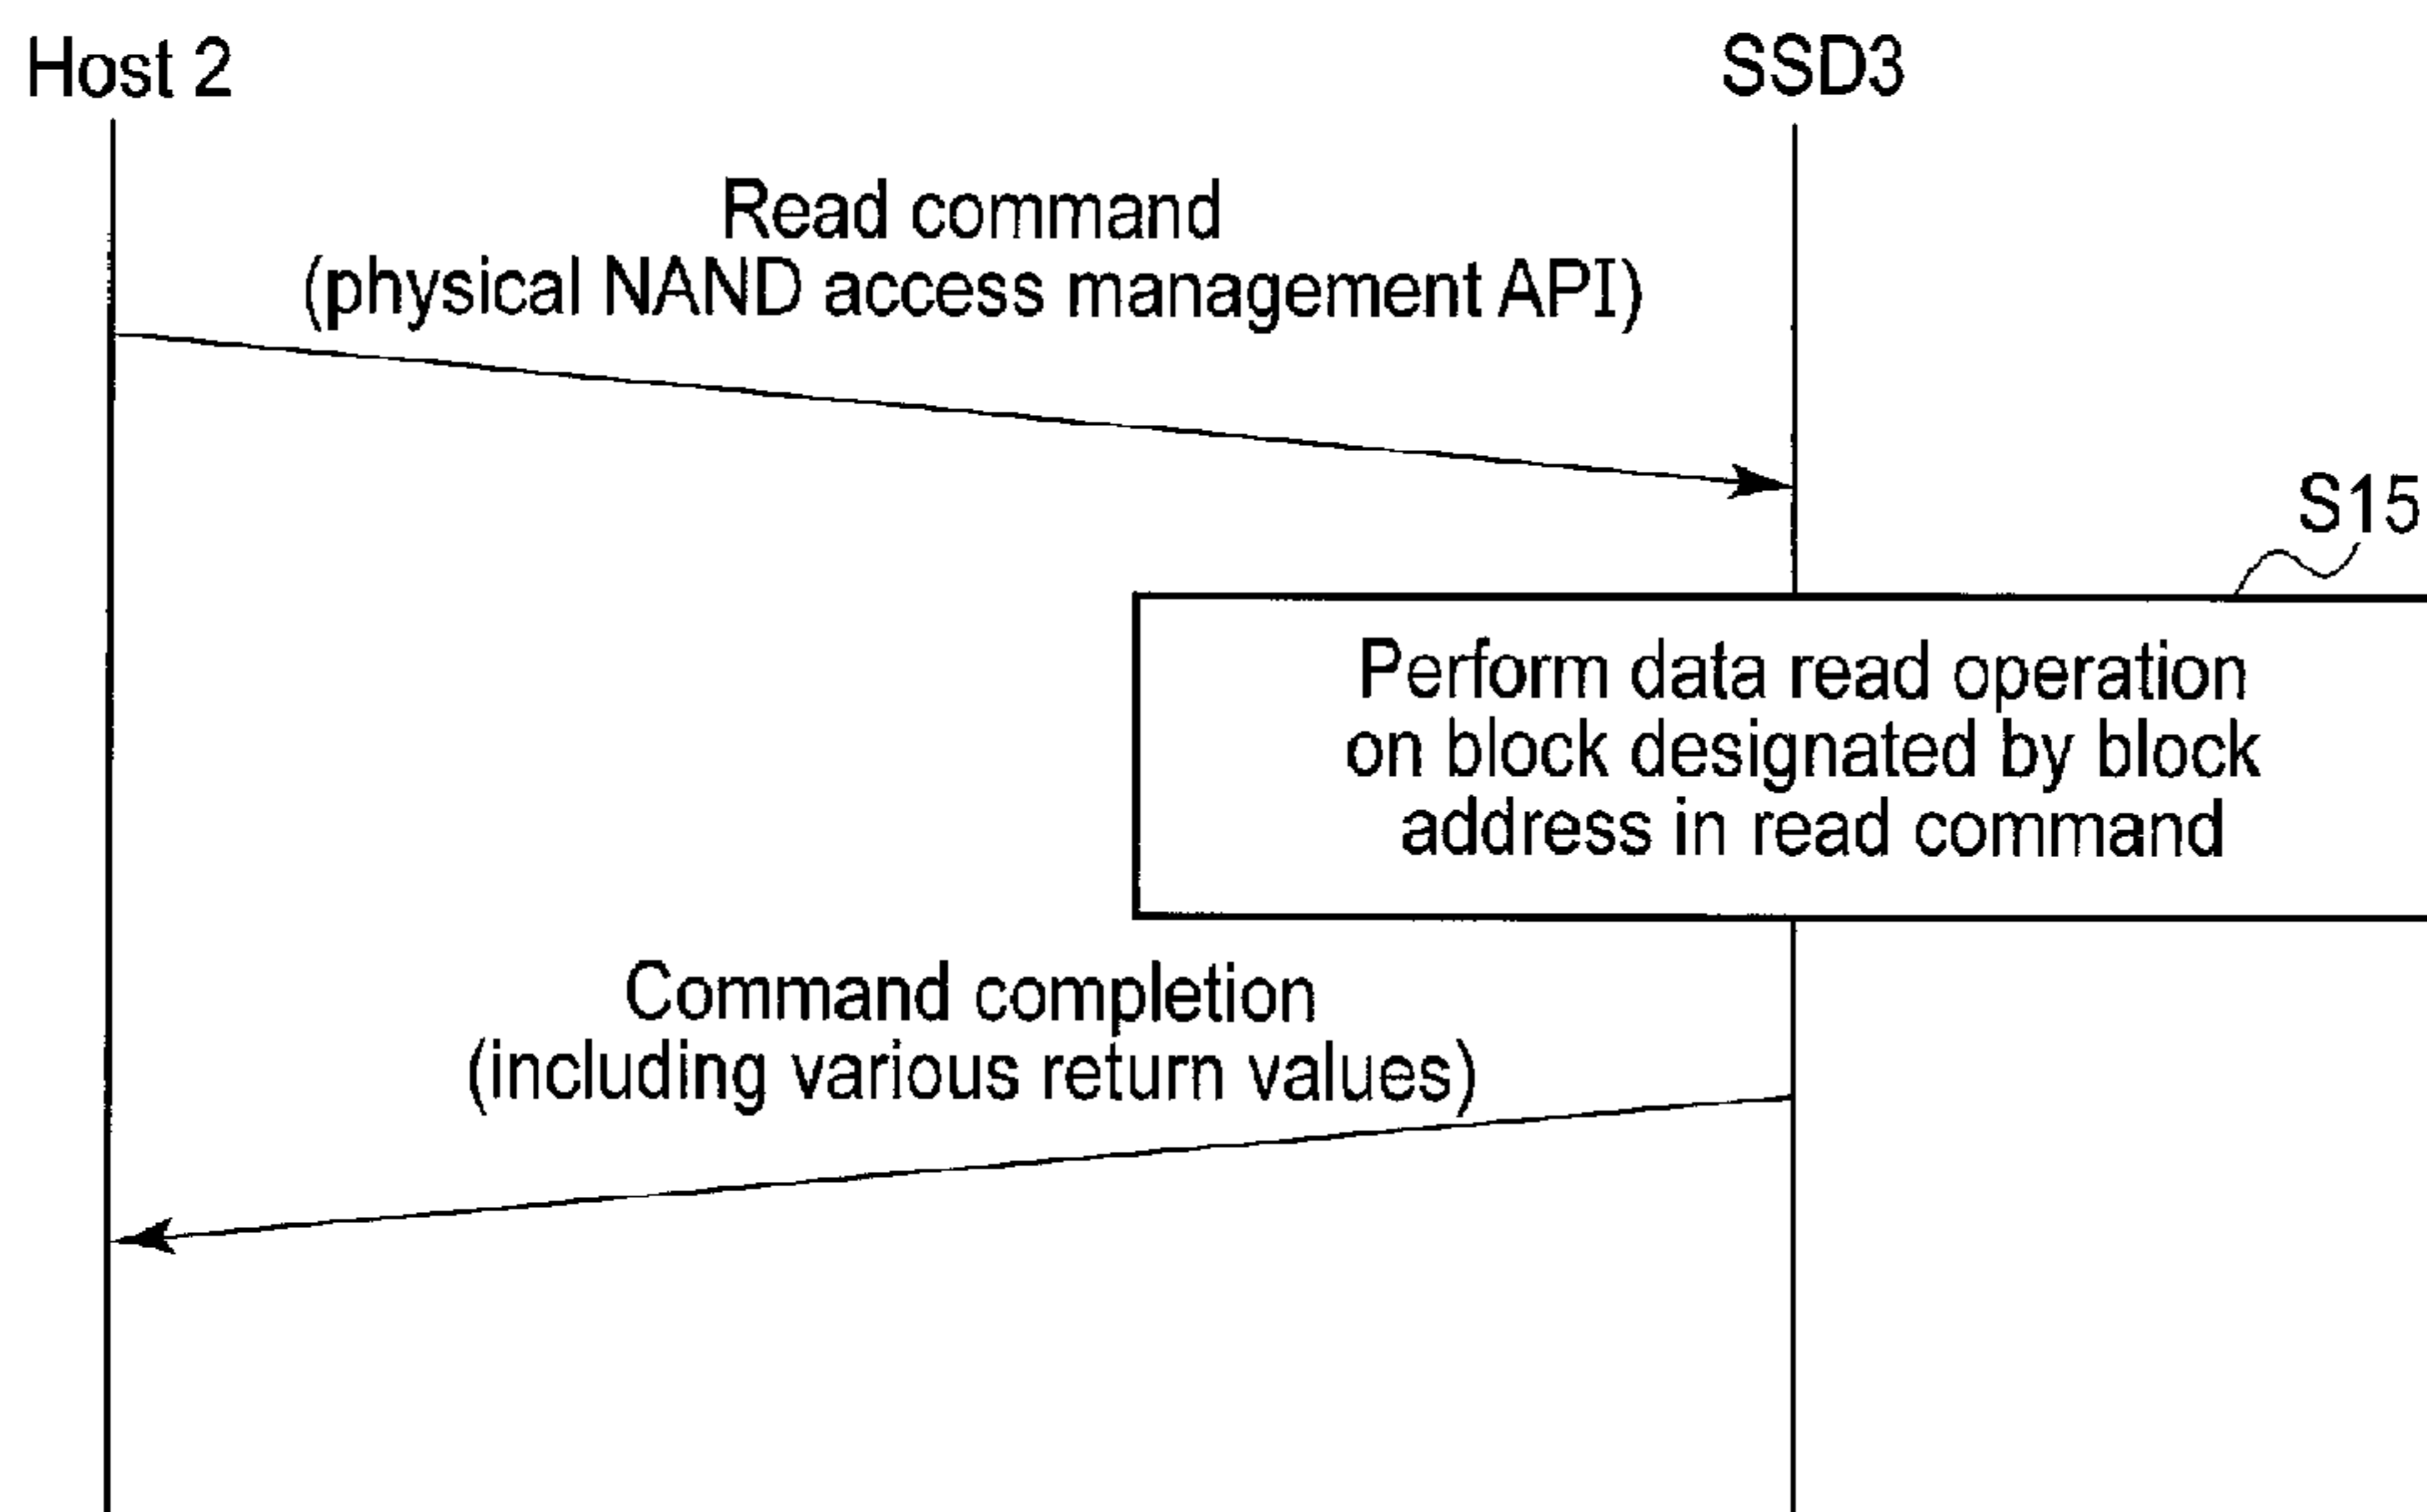 Host 2
SSD3
Read command
(physical NAND access management API)
S15
Perform data read operation
on block designated by block
address in read command
Command completion
(including various return values)